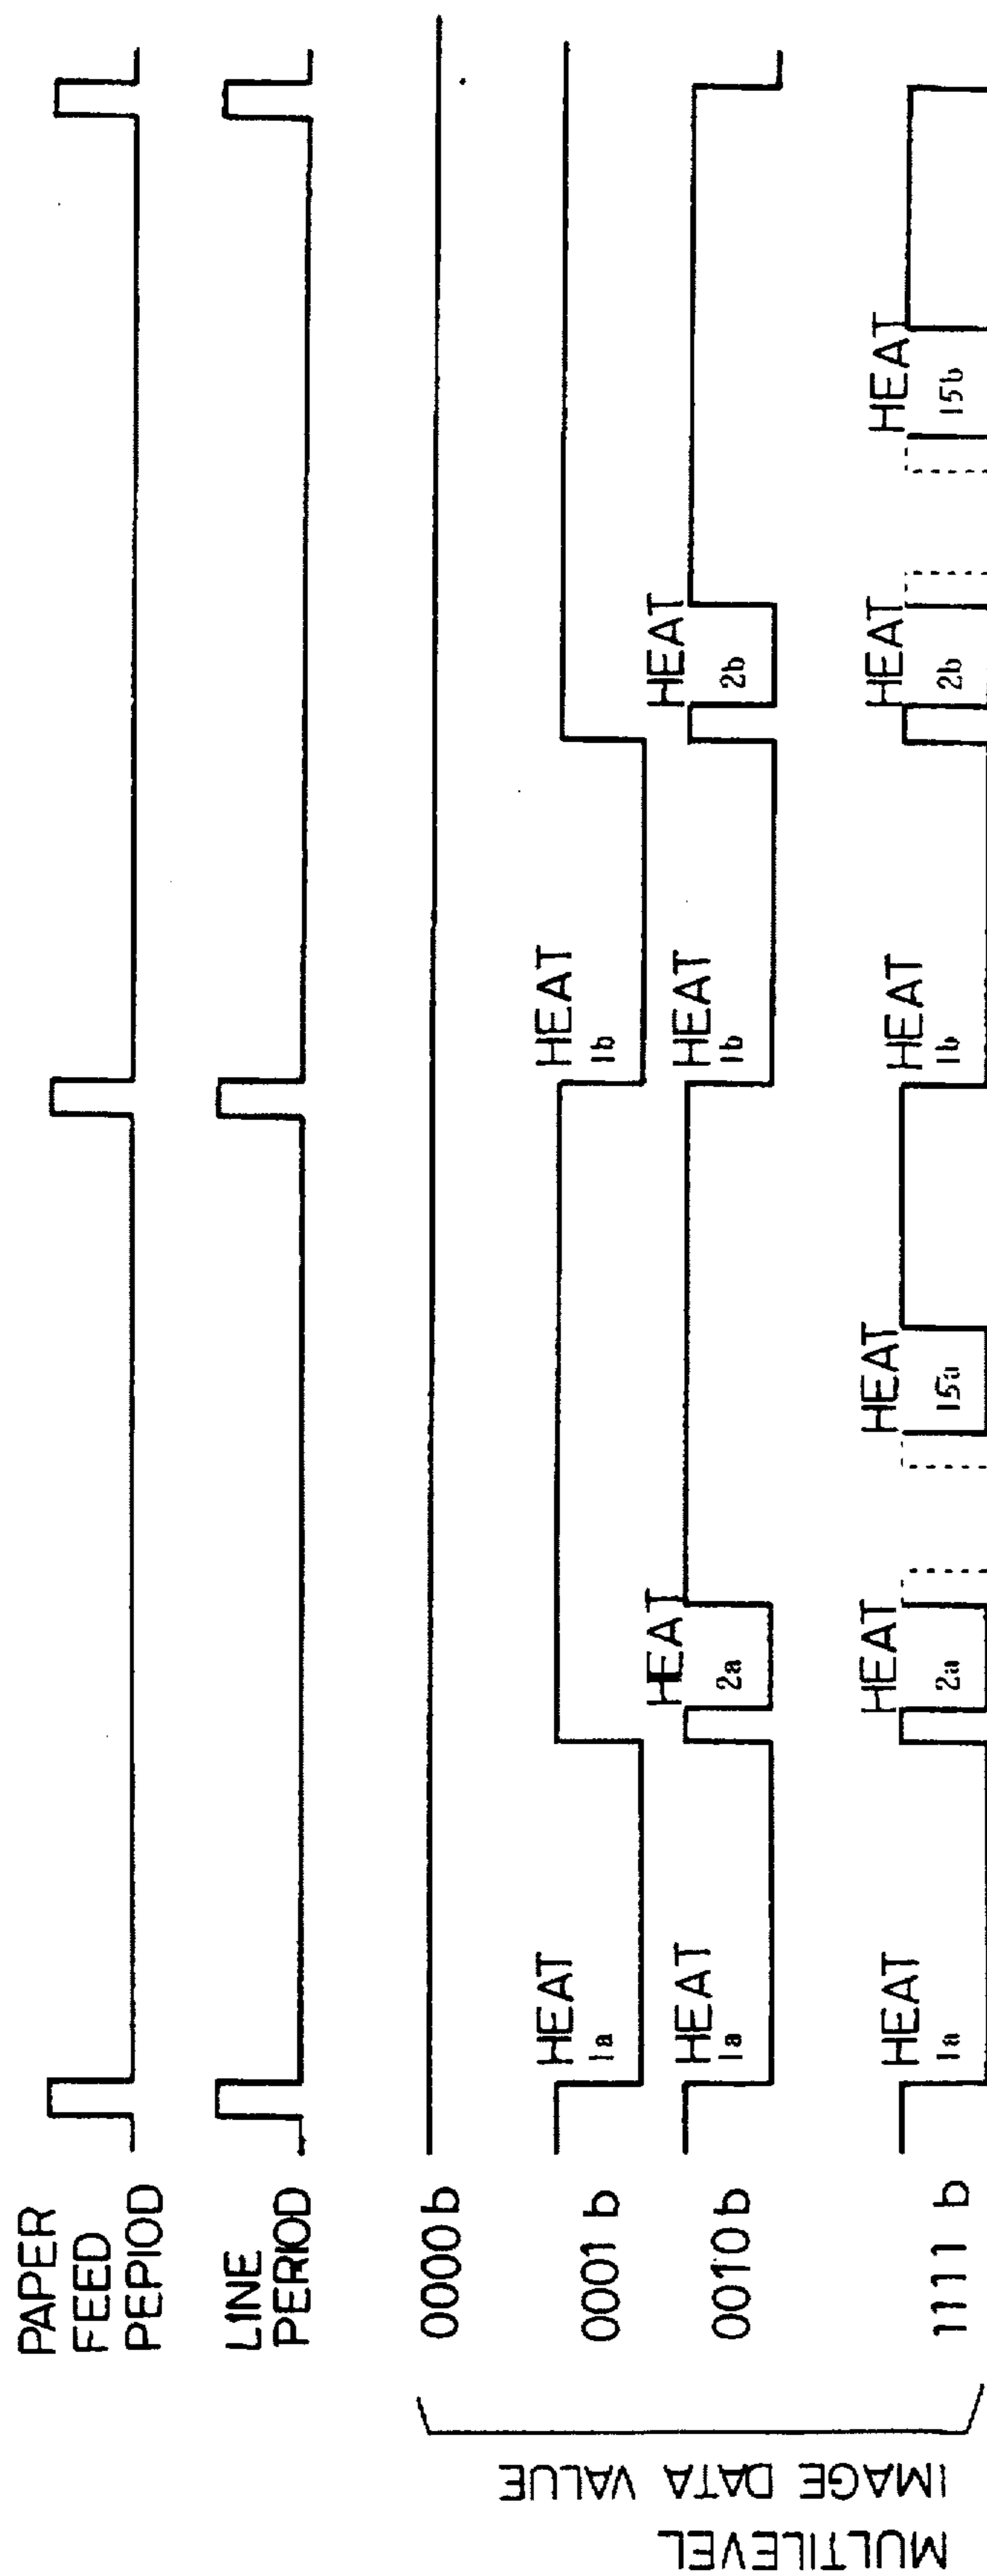 PAPER
FEED
PEPIOD
LINE
PERIOD
MULTILEVEL
IMAGE DATA VALUE
0000 b
0001 b
HEAT
1a
HEAT
1b
0010 b
HEAT
1a
HEAT
2a
HEAT
1b
HEAT
2b
1111 b
HEAT
1a
HEAT
2a
HEAT
15a
HEAT
1b
HEAT
2b
HEAT
15b